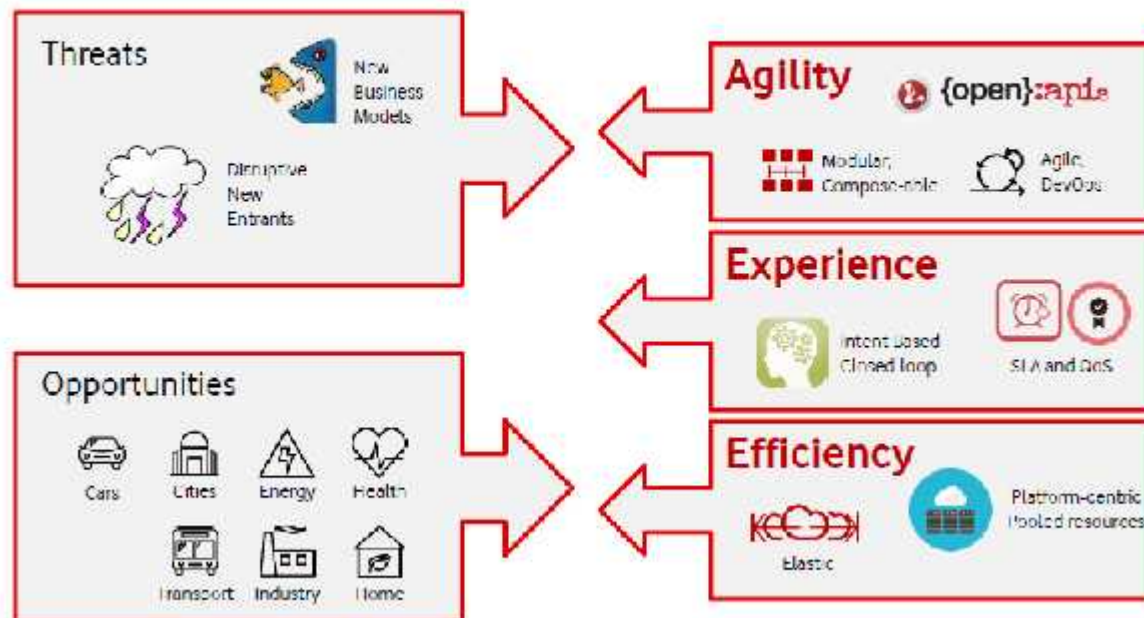 Threats
New
Business
Models
Disruptive
New
Entrants
Opportunities
Cars
Cities
Energy
Health
Transport
Industry
Home
Agility
{open}:apis
Modular,
Compose-able
Agile,
DevOps
Experience
Intent Based
Closed loop
SLA and QoS
Efficiency
Elastic
Platform-centric
Pooled resources